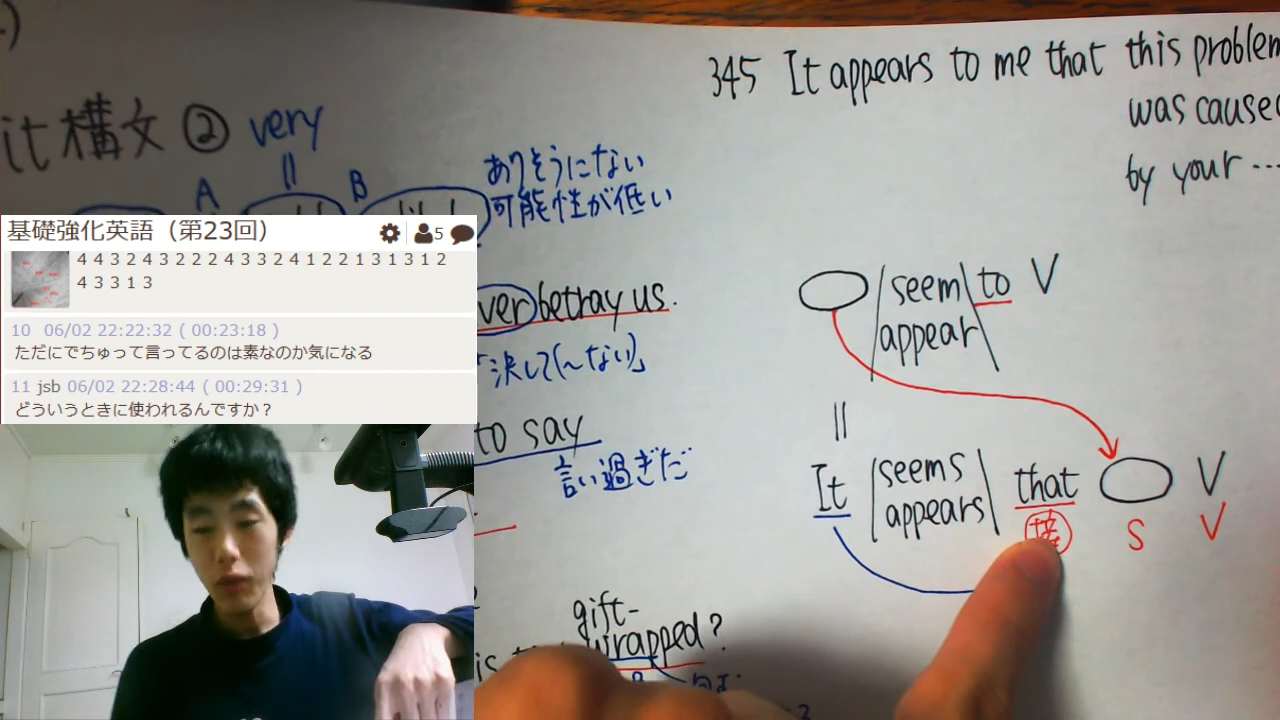 it構文 ② very
=
A
B
ありそうにない
可能性が低い
345 It appears to me that this problem
was caused
by your ...
基礎強化英語（第23回）
5
4 4 3 2 4 3 2 2 2 4 3 3 2 4 1 2 2 1 3 1 3 1 2
4 3 3 1 3
10 06/02 22:22:32 ( 00:23:18 )
ただにでちゅって言ってるのは素なのか気になる
11 jsb 06/02 22:28:44 ( 00:29:31 )
どういうときに使われるんですか？
ver betray us.
「決して(~ない)」
to say
言い過ぎだ
gift-
wrapped?
seem to V
appear
=
It seems that V
appears
接 S V